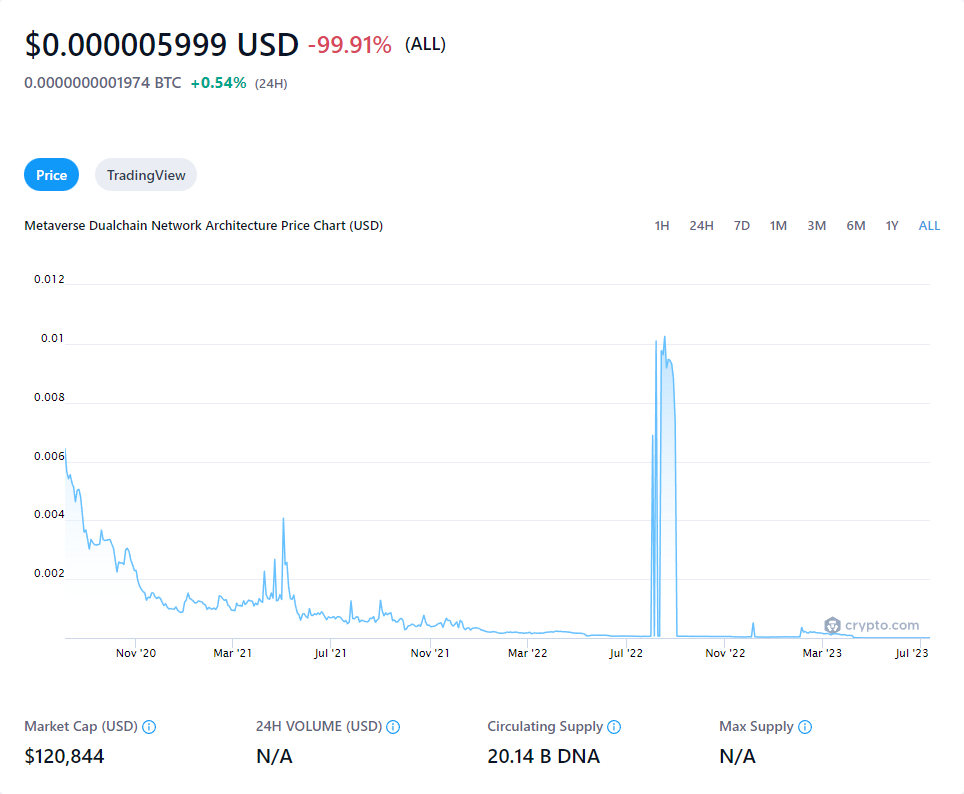 $0.000005999 USD -99.91% (ALL)
0.0000000001974 BTC +0.54% (24H)
Price TradingView
Metaverse Dualchain Network Architecture Price Chart (USD) 1H 24H 7D 1M 3M 6M 1Y ALL
0.012
0.01
0.008
0.006
0.004
0.002
crypto.com
Nov '20 Mar '21 Jul '21 Nov '21 Mar '22 Jul '22 Nov '22 Mar '23 Jul '23
Market Cap (USD) 24H VOLUME (USD) Circulating Supply Max Supply
$120,844 N/A 20.14 B DNA N/A